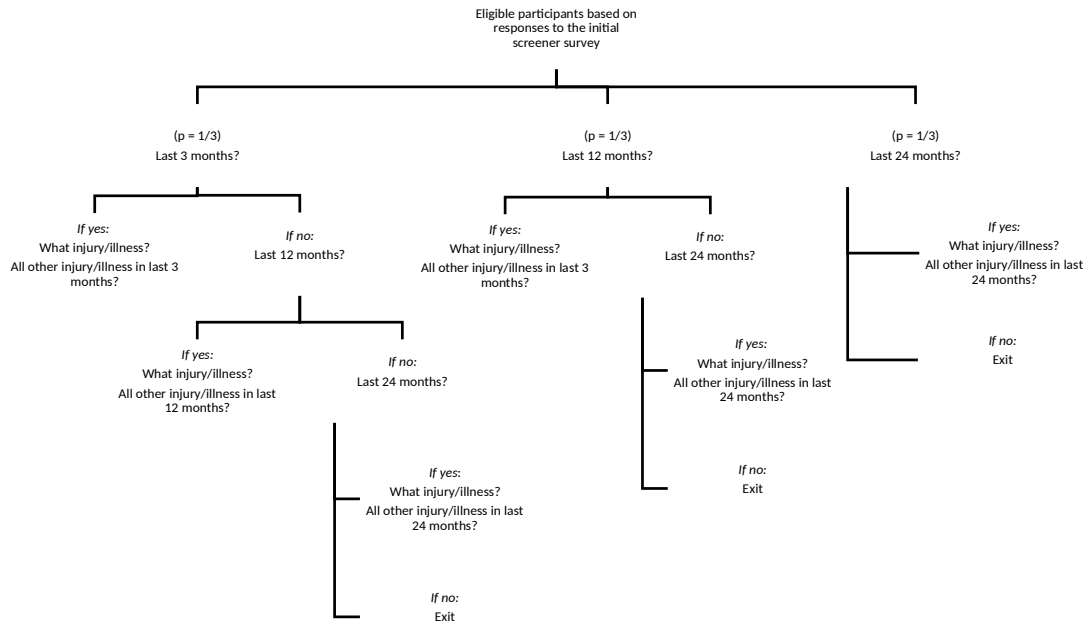 Eligible participants based on
responses to the initial
screener survey
(p = 1/3)
Last 3 months?
(p = 1/3)
Last 12 months?
(p = 1/3)
Last 24 months?
If yes:
What injury/illness?
All other injury/illness in last 3
months?
If no:
Last 12 months?
If yes:
What injury/illness?
All other injury/illness in last 3
months?
If no:
Last 24 months?
If yes:
What injury/illness?
All other injury/illness in last
24 months?
If no:
Exit
If yes:
What injury/illness?
All other injury/illness in last
12 months?
If no:
Last 24 months?
If yes:
What injury/illness?
All other injury/illness in last
24 months?
If no:
Exit
If yes:
What injury/illness?
All other injury/illness in last
24 months?
If no:
Exit